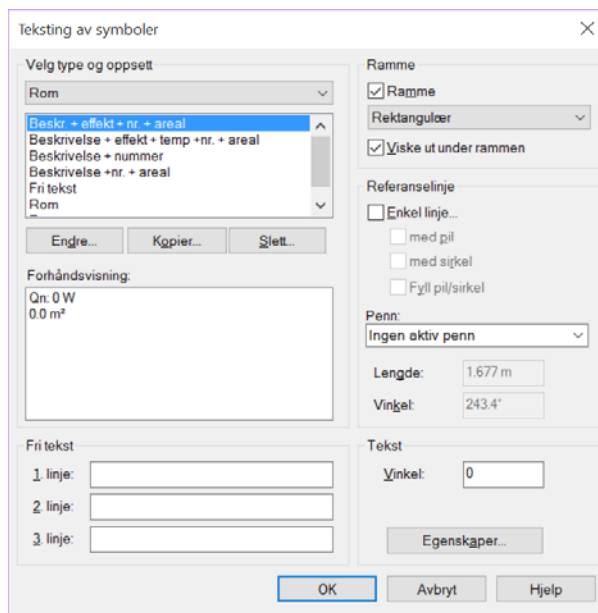 Teksting av symboler
Velg type og oppsett
Rom
Beskr. + effekt + nr. + areal
Beskrivelse + effekt + temp +nr. + areal
Beskrivelse + nummer
Beskrivelse +nr. + areal
Fri tekst
Rom
Endre...
Kopier...
Slett...
Forhåndsvisning:
Qn: 0 W
0.0 m²
Fri tekst
1. linje:
2. linje:
3. linje:
Ramme
Ramme
Rektangulær
Viske ut under rammen
Referanselinje
Enkel linje...
med pil
med sirkel
Fyll pil/sirkel
Penn:
Ingen aktiv penn
Lengde:
1.677 m
Vinkel:
243.4°
Tekst
Vinkel:
0
Egenskaper...
OK
Avbryt
Hjelp